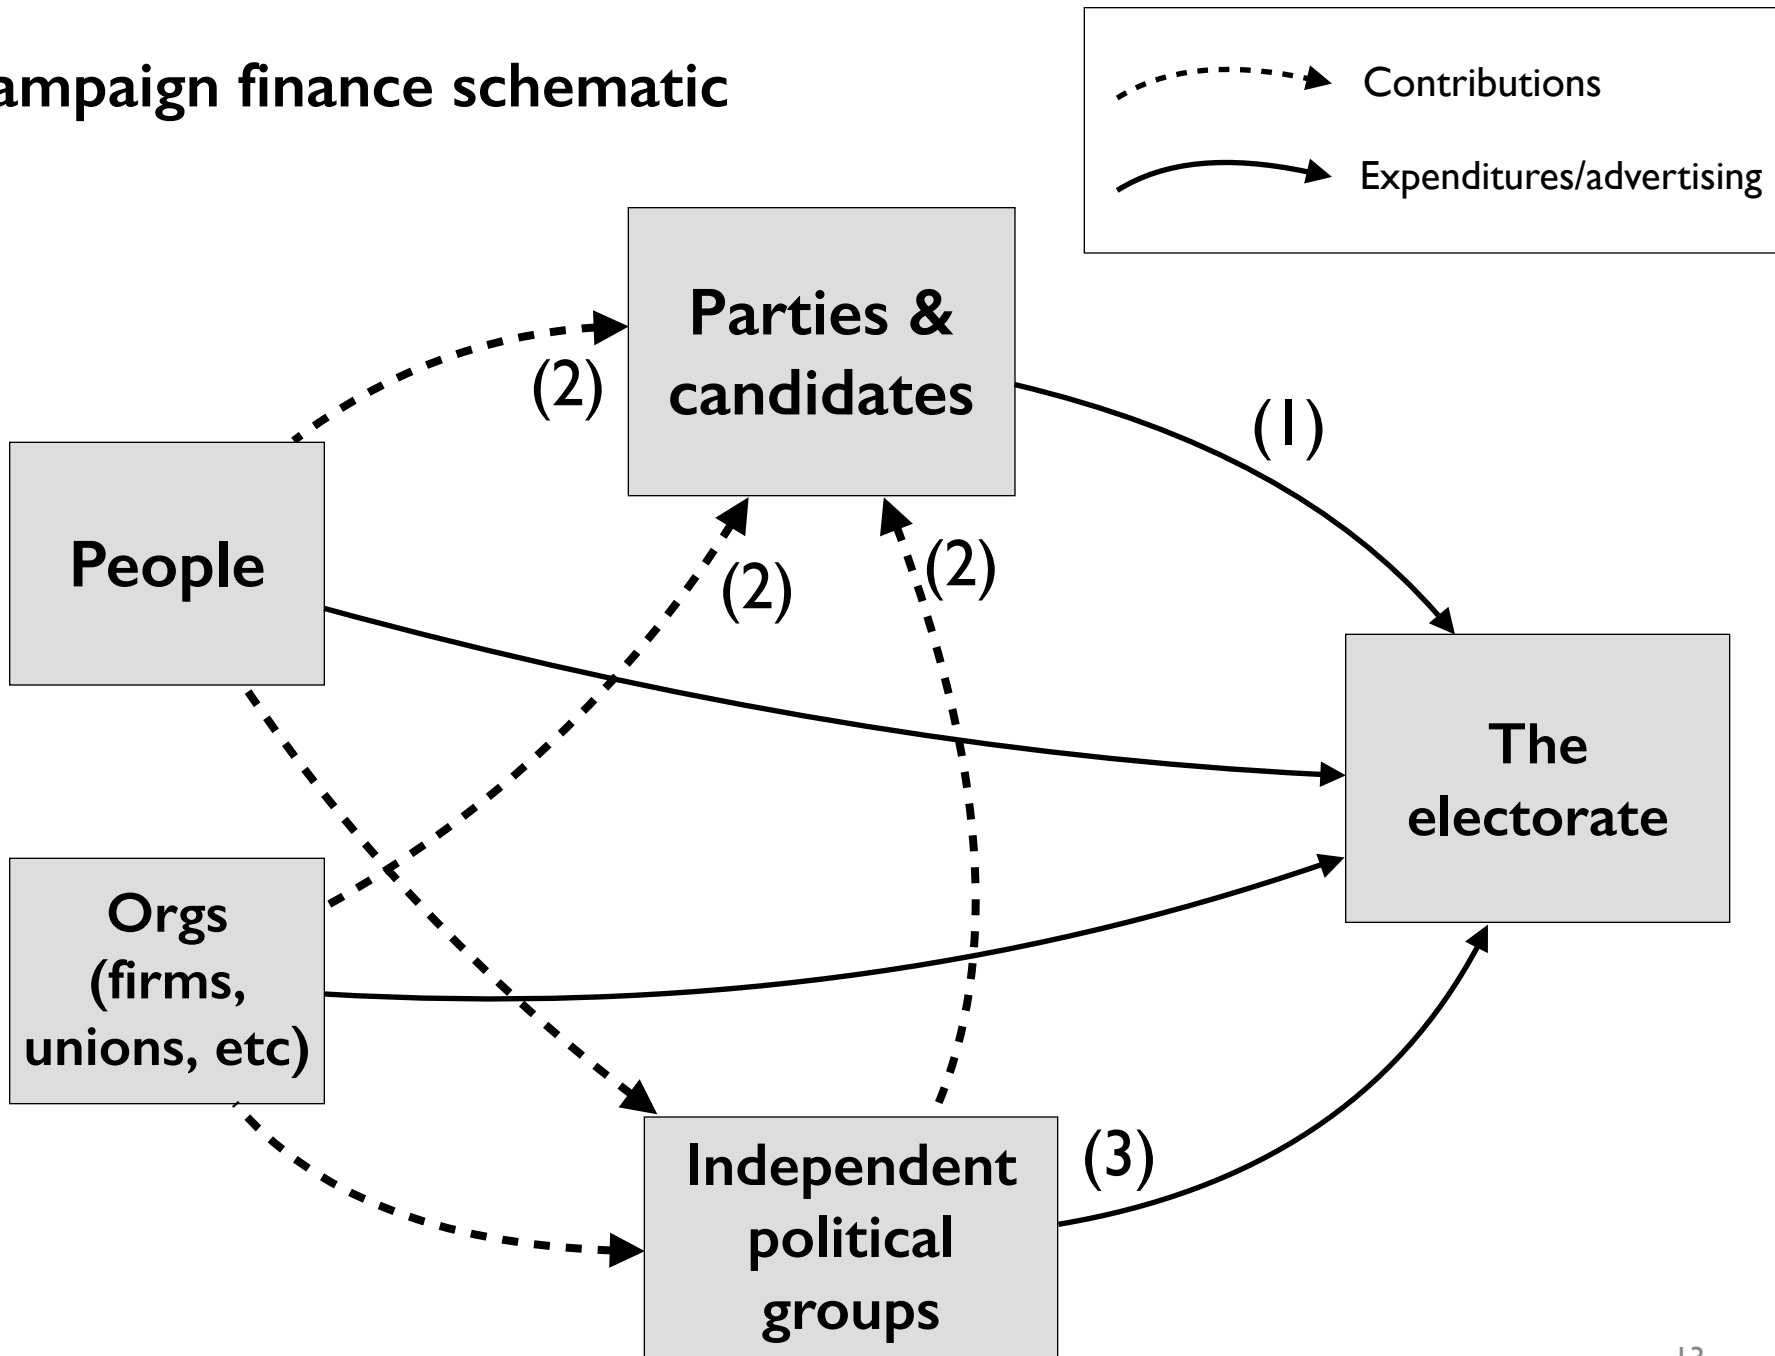 ampaign finance schematic
Contributions
Expenditures/advertising
Parties &
candidates
(2)
(1)
People
(2)
(2)
The
electorate
Orgs
(firms,
unions, etc)
Independent
political
groups
(3)